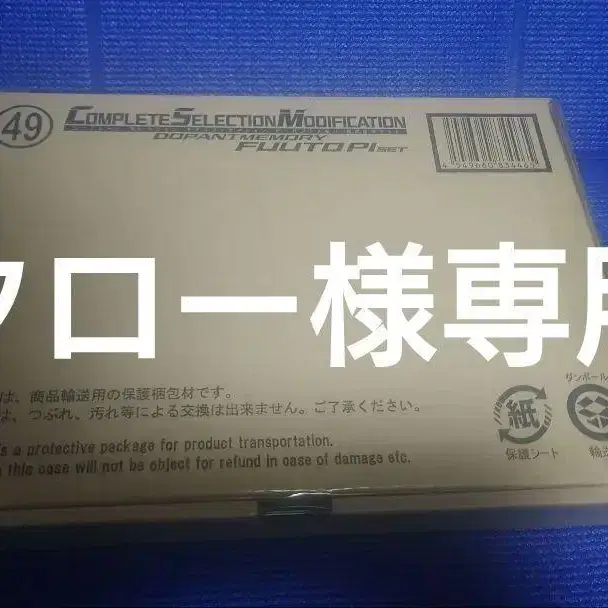 49
COMPLETE SELECTION MODIFICATION
DOPANTMEMORY
FUUTO PI SET
クロー様専用
は、商品輸送用の保護梱包材です。
は、つぶれ、汚れ等による交換は出来ません。ご了承ください。
s a protective package for product transportation.
this case will not be object for refund in case of damage etc.
紙
保護シート
ダンボール